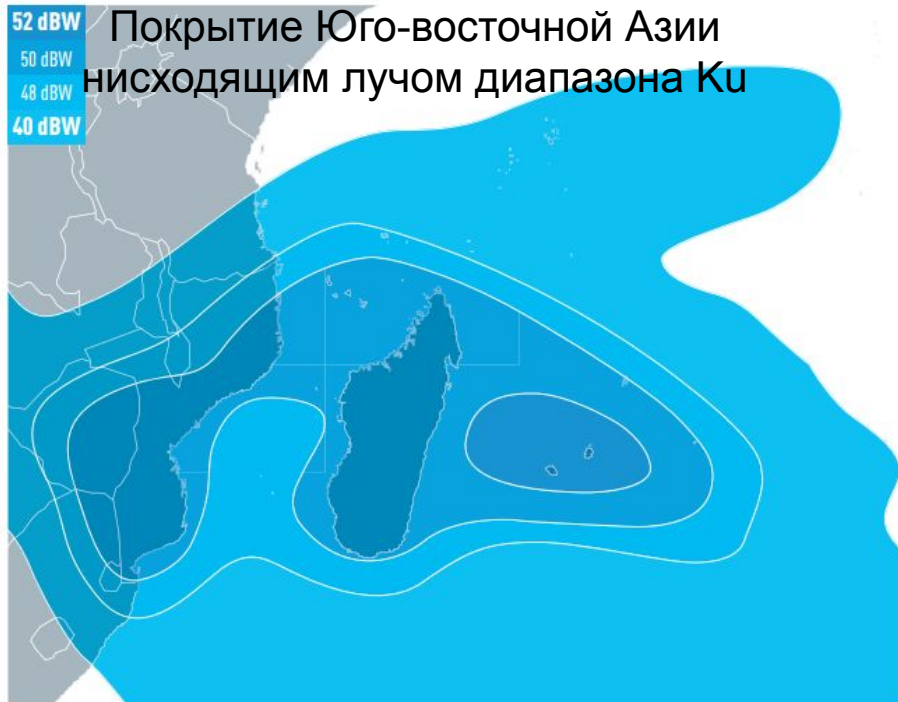 52 dBW
50 dBW
48 dBW
40 dBW
Покрытие Юго-восточной Азии
нисходящим лучом диапазона Ku